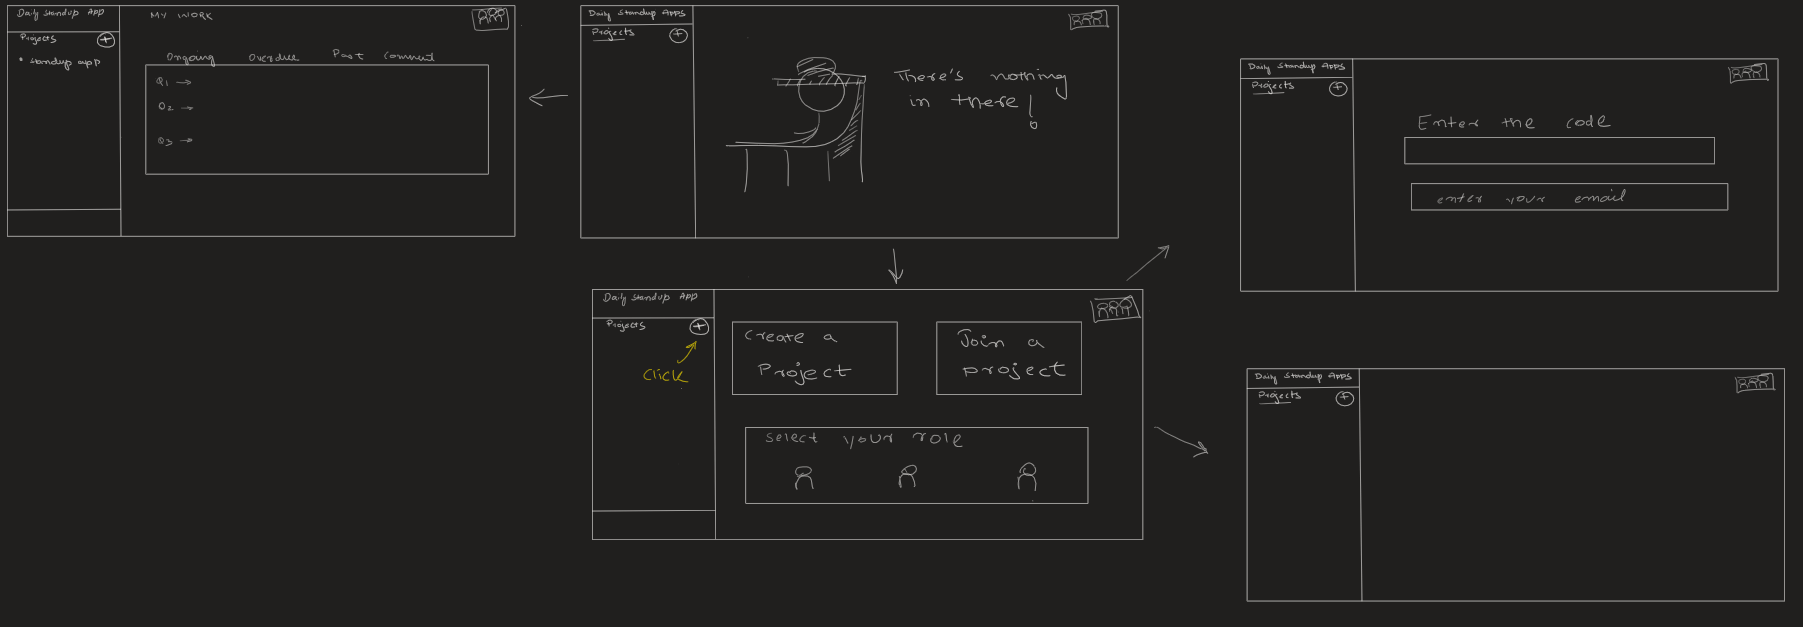 Daily Standup App
MY WORK
Projects +
• standup app
Ongoing Overdue Past Comment
Q1 →
Q2 →
Q3 →
Daily Standup Apps
Projects +
There's nothing
in there!
Daily Standup Apps
Projects +
Enter the code
enter your email
Daily Standup App
Projects +
Click
Create a
Project
Join a
project
select your role
Daily Standup Apps
Projects +